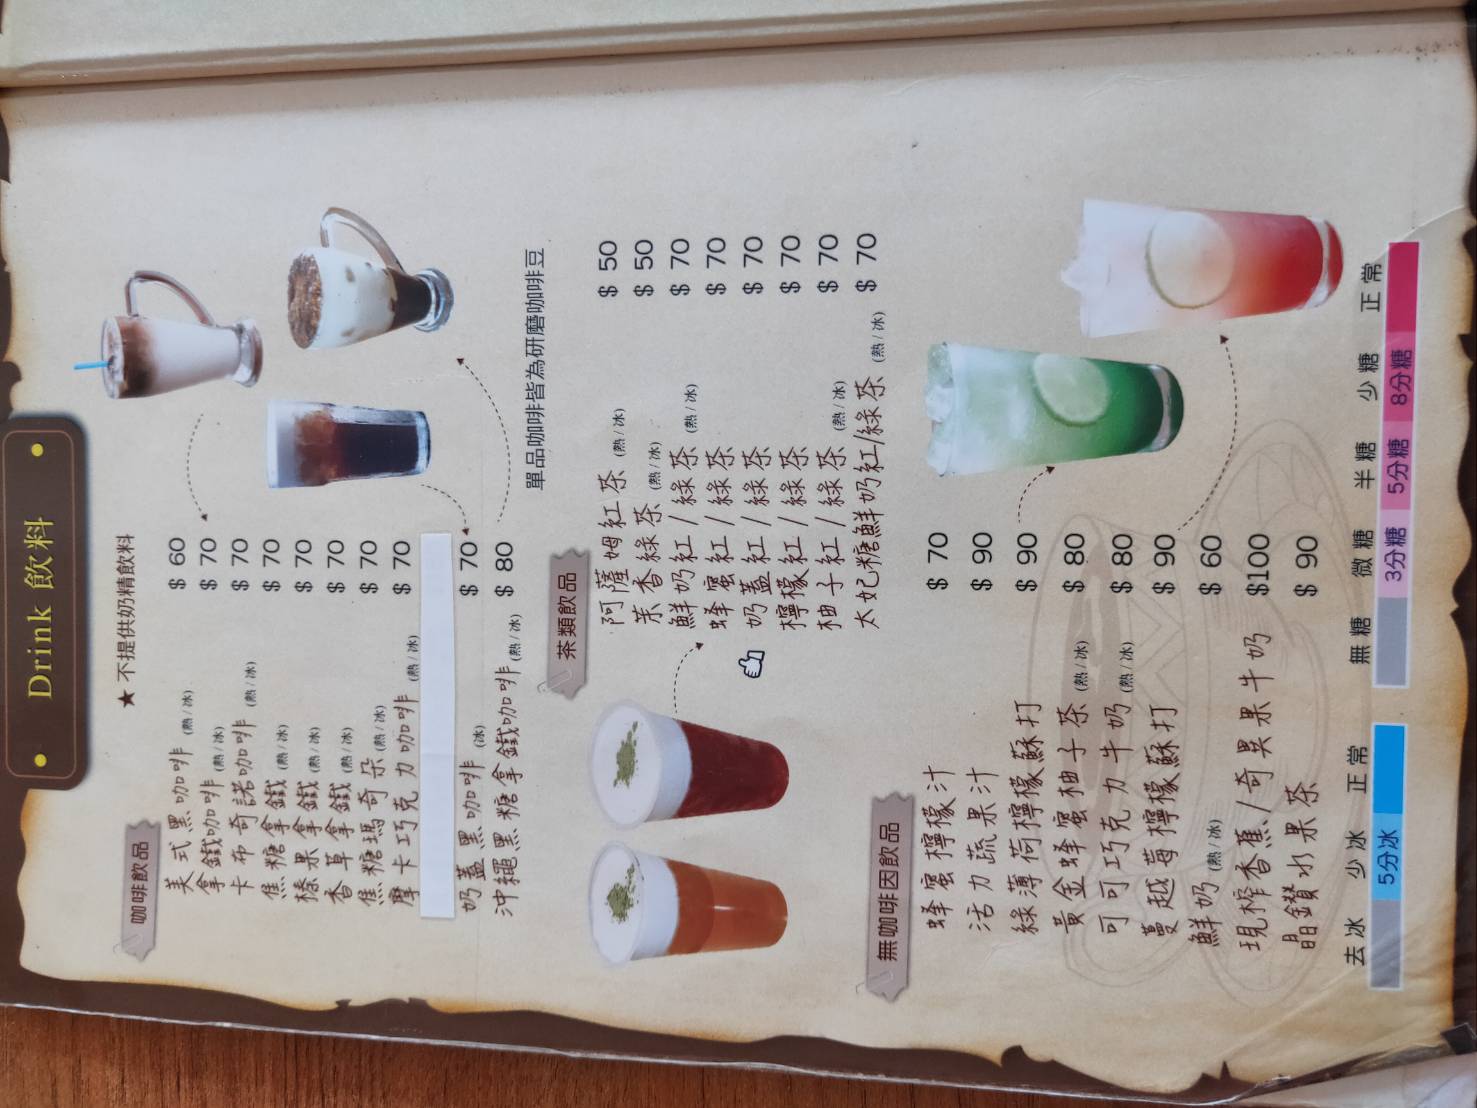 Drink 飲料
★ 不提供奶精飲料
咖啡飲品
美式黑咖啡 (熱/冰) $ 60
拿鐵咖啡 (熱/冰) $ 70
卡布奇諾咖啡 (熱/冰) $ 70
焦糖拿鐵 (熱/冰) $ 70
榛果拿鐵 (熱/冰) $ 70
香草拿鐵 (熱/冰) $ 70
焦糖瑪奇朵 (熱/冰) $ 70
摩卡巧克力咖啡 (熱/冰) $ 70
奶蓋黑咖啡 (冰) $ 70
沖繩黑糖拿鐵咖啡 (熱/冰) $ 80
單品咖啡皆為研磨咖啡豆
茶類飲品
阿薩姆紅茶 (熱/冰) $ 50
茉香綠茶 (熱/冰) $ 50
鮮奶紅/綠茶 (熱/冰) $ 70
蜂蜜紅/綠茶 $ 70
奶蓋紅/綠茶 $ 70
檸檬紅/綠茶 $ 70
柚子紅/綠茶 (熱/冰) $ 70
太妃糖鮮奶紅/綠茶 (熱/冰) $ 70
無咖啡因飲品
蜂蜜檸檬汁 $ 70
活力蔬果汁 $ 90
綠薄荷檸檬蘇打 $ 90
黃金蜂蜜柚子茶 (熱/冰) $ 80
可可巧克力牛奶 (熱/冰) $ 80
蔓越莓檸檬蘇打 $ 90
鮮奶 (熱/冰) $ 60
現榨香蕉/奇異果牛奶 $100
晶鑽水果茶 $ 90
去冰 少冰 正常 無糖 微糖 半糖 少糖 正常
5分冰 3分糖 5分糖 8分糖